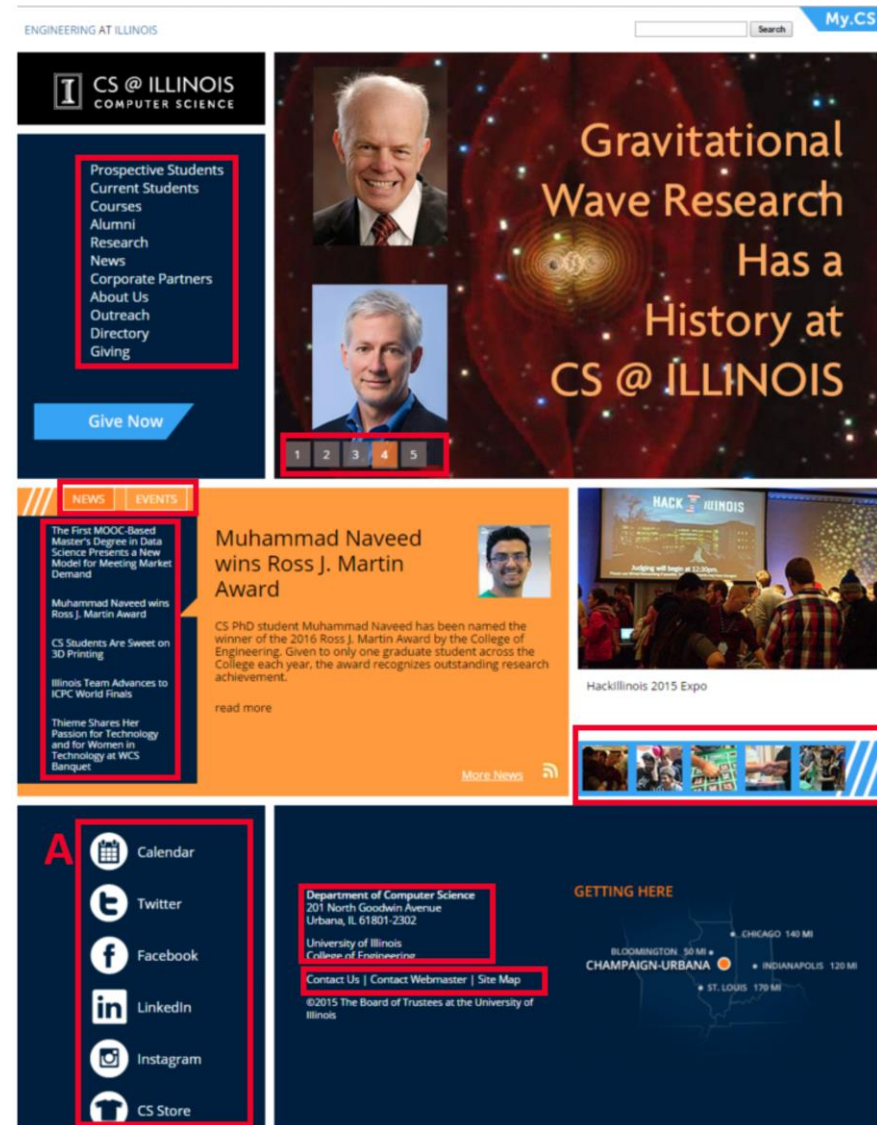 ENGINEERING AT ILLINOIS
Search
My.CS
I
CS @ ILLINOIS
COMPUTER SCIENCE
Prospective Students
Current Students
Courses
Alumni
Research
News
Corporate Partners
About Us
Outreach
Directory
Giving
Give Now
Gravitational
Wave Research
Has a
History at
CS @ ILLINOIS
1 2 3 4 5
NEWS EVENTS
The First MOOC-Based
Master's Degree in Data
Science Presents a New
Model for Meeting Market
Demand
Muhammad Naveed wins
Ross J. Martin Award
CS Students Are Sweet on
3D Printing
Illinois Team Advances to
ICPC World Finals
Thieme Shares Her
Passion for Technology
and for Women in
Technology at WCS
Banquet
Muhammad Naveed
wins Ross J. Martin
Award
CS PhD student Muhammad Naveed has been named the
winner of the 2016 Ross J. Martin Award by the College of
Engineering. Given to only one graduate student across the
College each year, the award recognizes outstanding research
achievement.
read more
More News
HACK ILLINOIS
Judging will begin at 12:30pm.
HackIllinois 2015 Expo
A
Calendar
Twitter
Facebook
in
LinkedIn
Instagram
CS Store
Department of Computer Science
201 North Goodwin Avenue
Urbana, IL 61801-2302
University of Illinois
College of Engineering
Contact Us | Contact Webmaster | Site Map
©2015 The Board of Trustees at the University of
Illinois
GETTING HERE
CHICAGO 140 MI
BLOOMINGTON 50 MI
CHAMPAIGN-URBANA
INDIANAPOLIS 120 MI
ST. LOUIS 170 MI